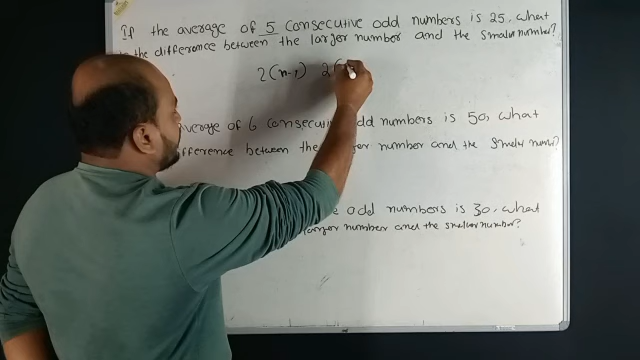 If the average of 5 consecutive odd numbers is 25, what
the difference between the larger number and the smaller number?
2(n-1) 2(
average of 6 consecutive odd numbers is 50, what
difference between the larger number and the smaller number?
odd numbers is 30, what
larger number and the smaller number?